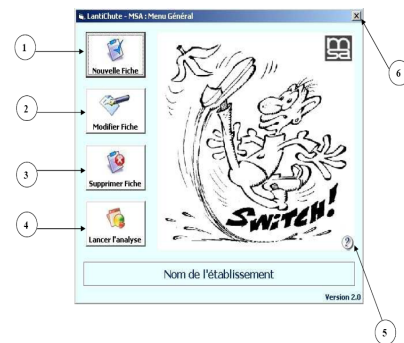 LantiChute - MSA : Menu Général
1
Nouvelle Fiche
msa
6
2
Modifier Fiche
3
Supprimer Fiche
4
Lancer l'analyse
SWITCH!
?
Nom de l'établissement
Version 2.0
5